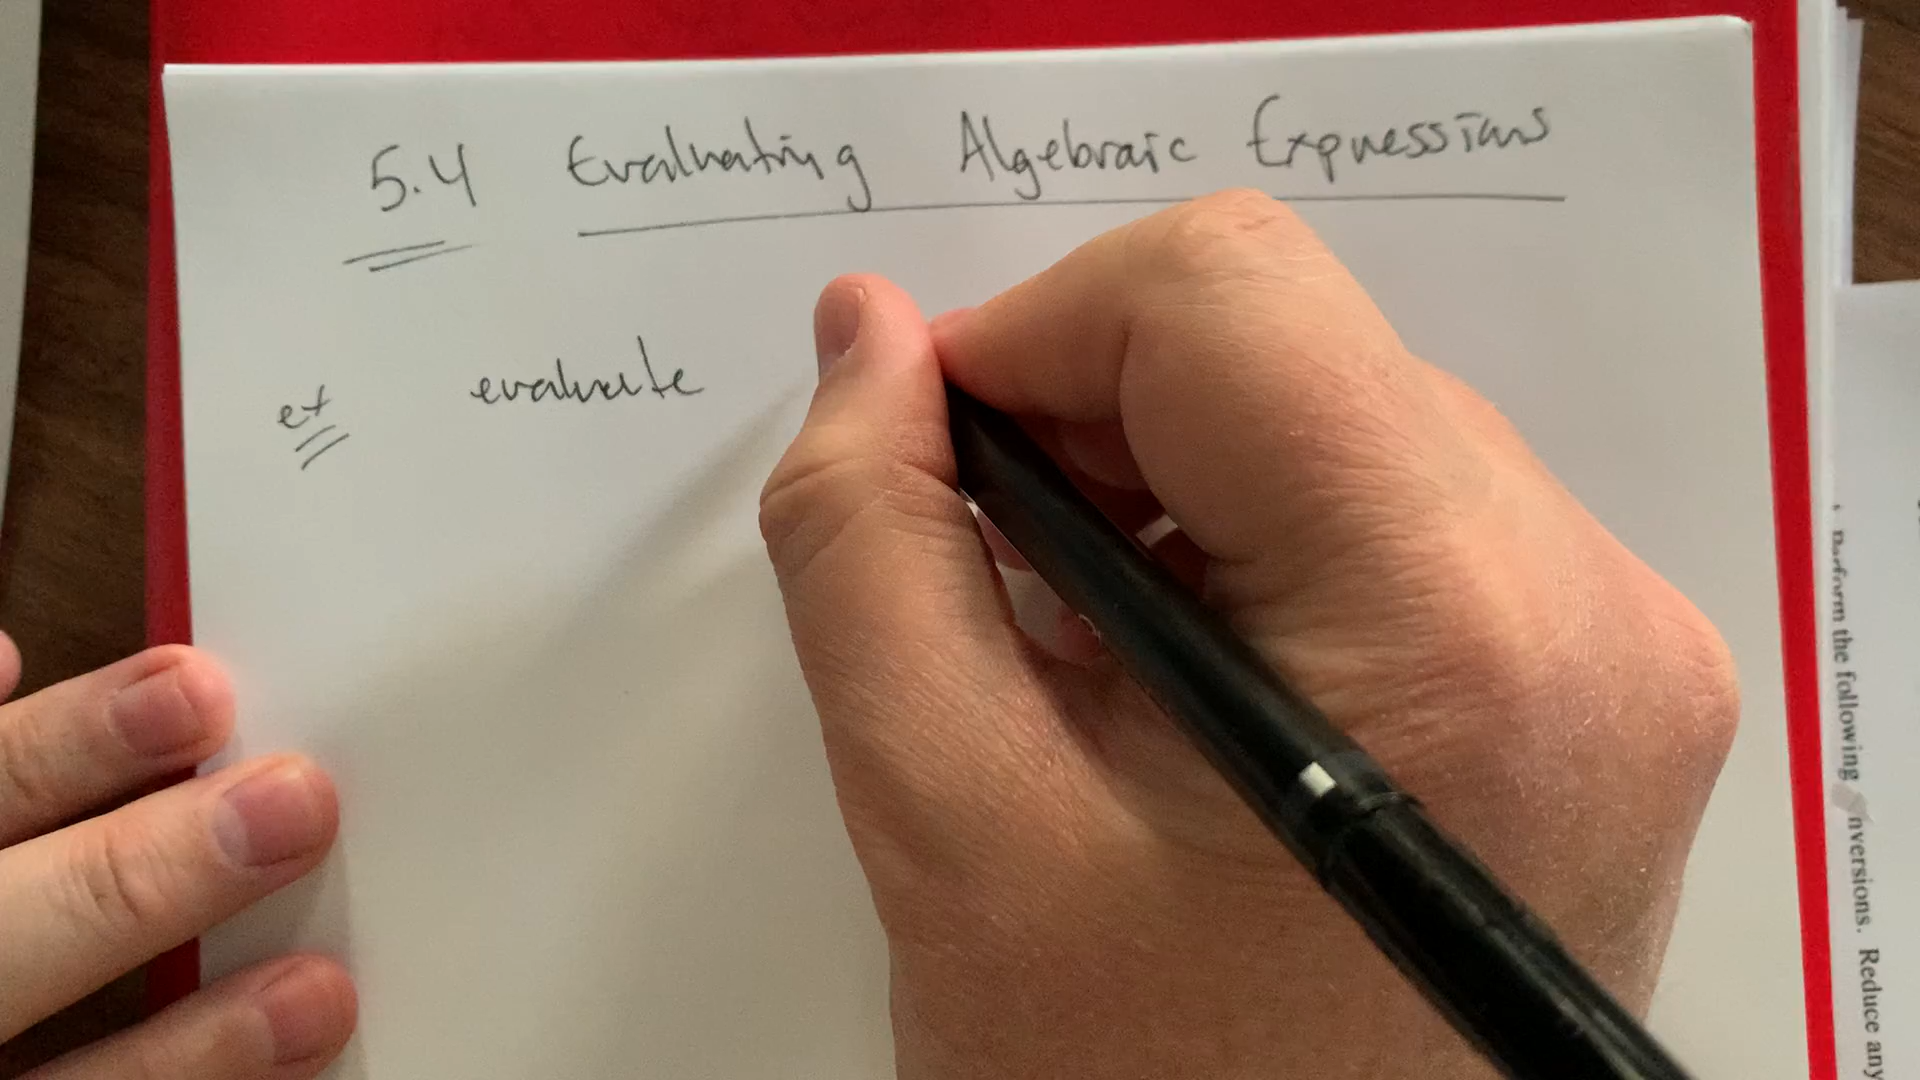 5.4 Evaluating Algebraic Expressions
ex evaluate
Perform the following nversions. Reduce any